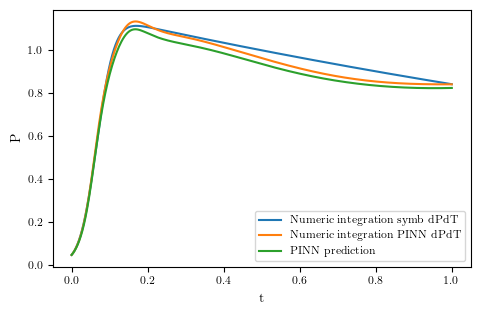 P
1.0
0.8
0.6
0.4
0.2
0.0
0.0 0.2 0.4 0.6 0.8 1.0
t
Numeric integration symb dPdT
Numeric integration PINN dPdT
PINN prediction